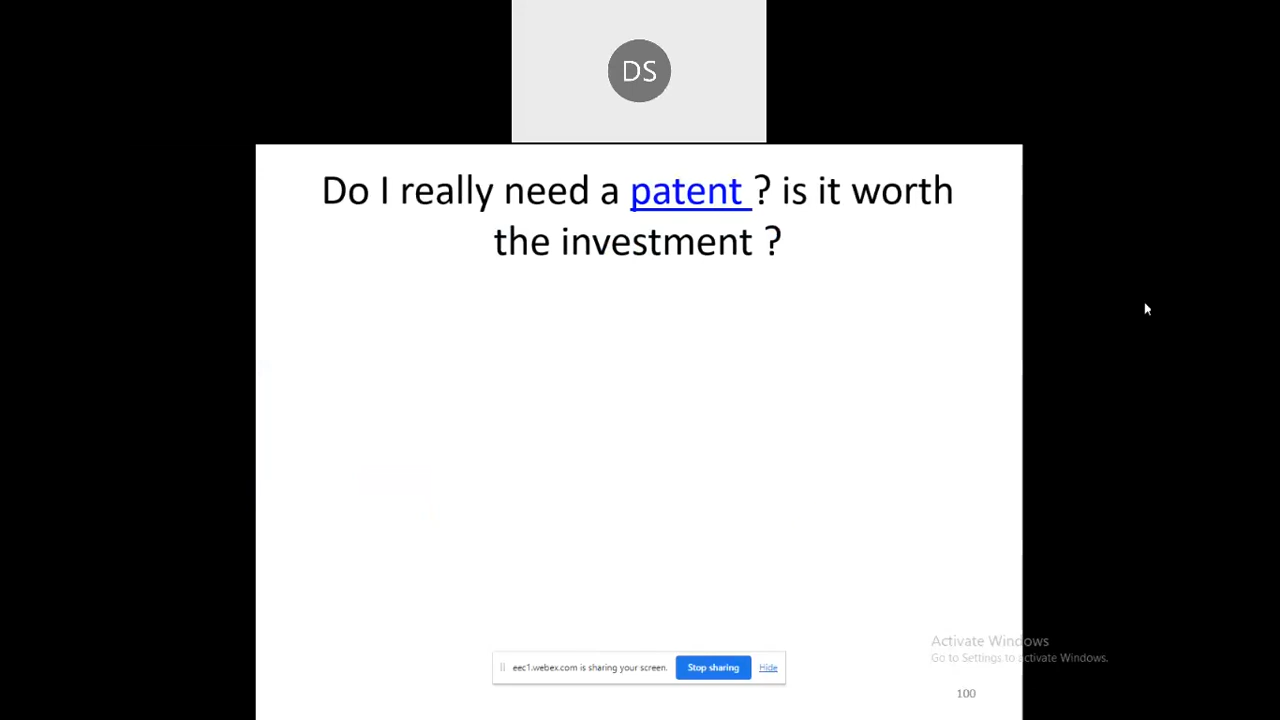 DS
Do I really need a patent ? is it worth
the investment ?
eec1.webex.com is sharing your screen. Stop sharing Hide
Activate Windows
Go to Settings to activate Windows.
100